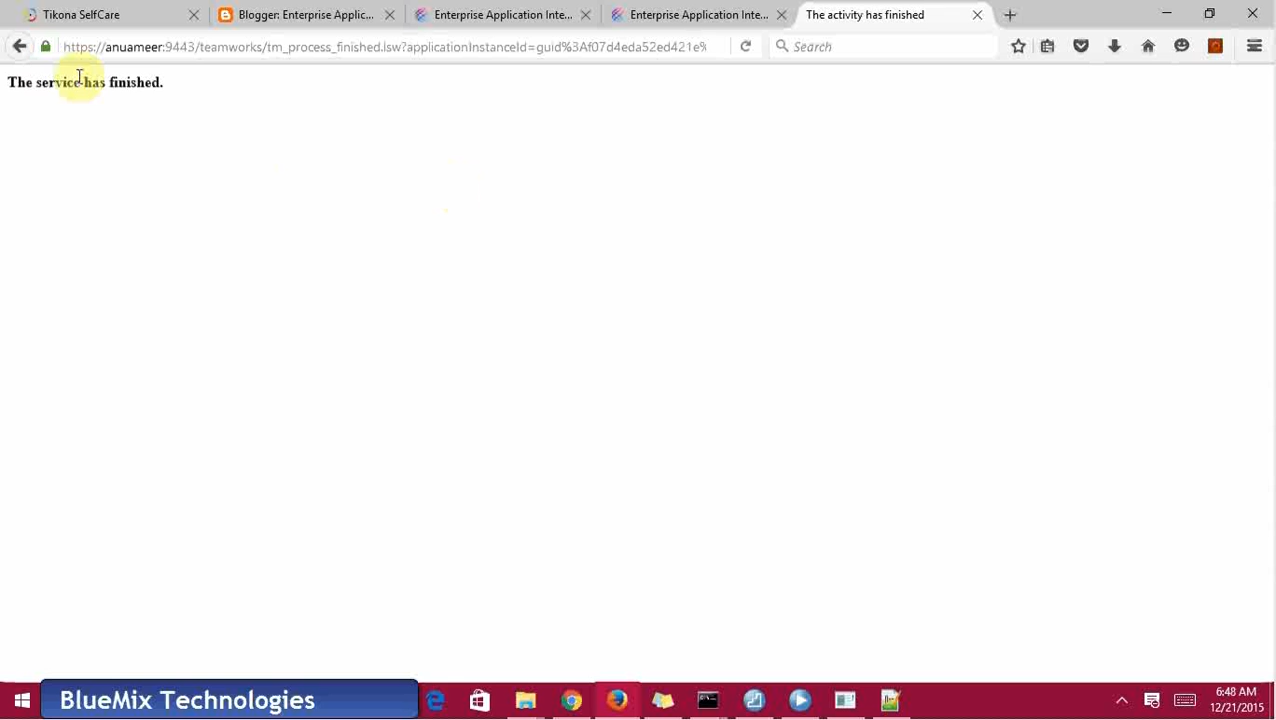 Tikona SelfCare
Blogger: Enterprise Applic...
Enterprise Application Inte...
Enterprise Application Inte...
The activity has finished
https://anuameer:9443/teamworks/tm_process_finished.lsw?applicationInstanceId=guid%3Af07d4eda52ed421e%
Search
The service has finished.
BlueMix Technologies
6:48 AM
12/21/2015